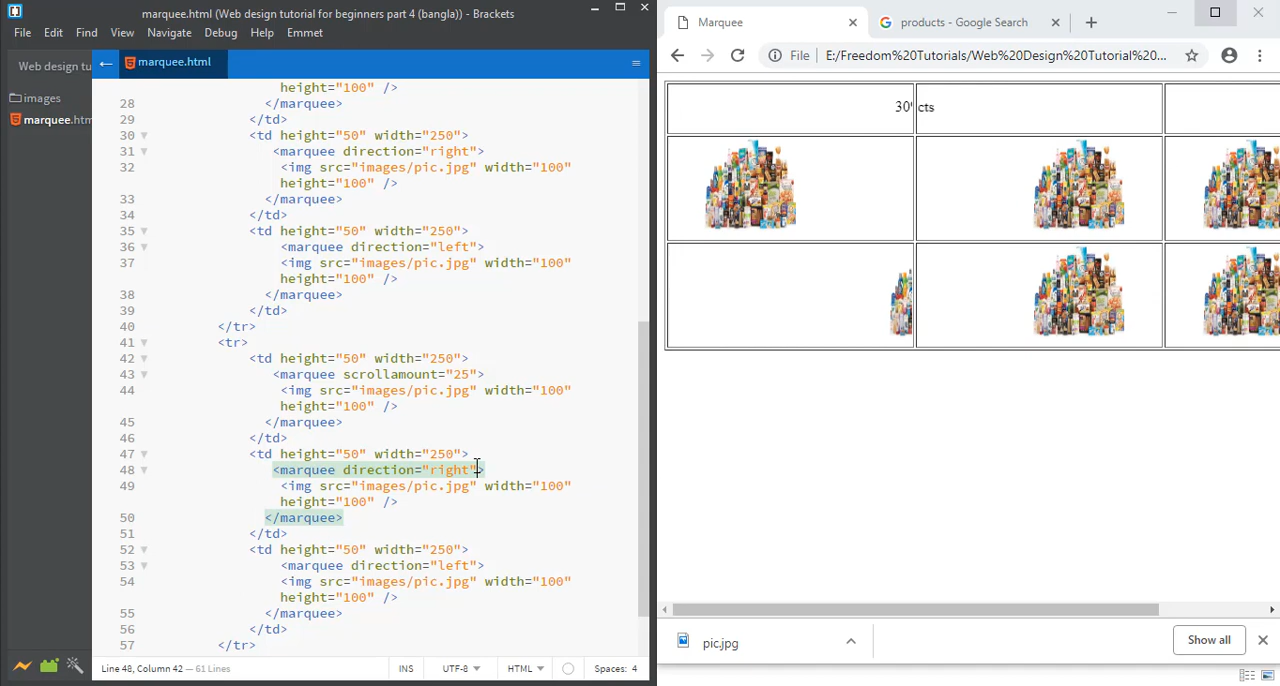 marquee.html (Web design tutorial for beginners part 4 (bangla)) - Brackets
File Edit Find View Navigate Debug Help Emmet
Web design tu
images
marquee.htm
marquee.html
height="100" />
28 </marquee>
29 </td>
30 <td height="50" width="250">
31 <marquee direction="right">
32 <img src="images/pic.jpg" width="100"
height="100" />
33 </marquee>
34 </td>
35 <td height="50" width="250">
36 <marquee direction="left">
37 <img src="images/pic.jpg" width="100"
height="100" />
38 </marquee>
39 </td>
40 </tr>
41 <tr>
42 <td height="50" width="250">
43 <marquee scrollamount="25">
44 <img src="images/pic.jpg" width="100"
height="100" />
45 </marquee>
46 </td>
47 <td height="50" width="250">
48 <marquee direction="right">
49 <img src="images/pic.jpg" width="100"
height="100" />
50 </marquee>
51 </td>
52 <td height="50" width="250">
53 <marquee direction="left">
54 <img src="images/pic.jpg" width="100"
height="100" />
55 </marquee>
56 </td>
57 </tr>
Line 48, Column 42 — 61 Lines
INS UTF-8 HTML Spaces: 4
Marquee
products - Google Search
File E:/Freedom%20Tutorials/Web%20Design%20Tutorial%20...
30 cts
pic.jpg
Show all